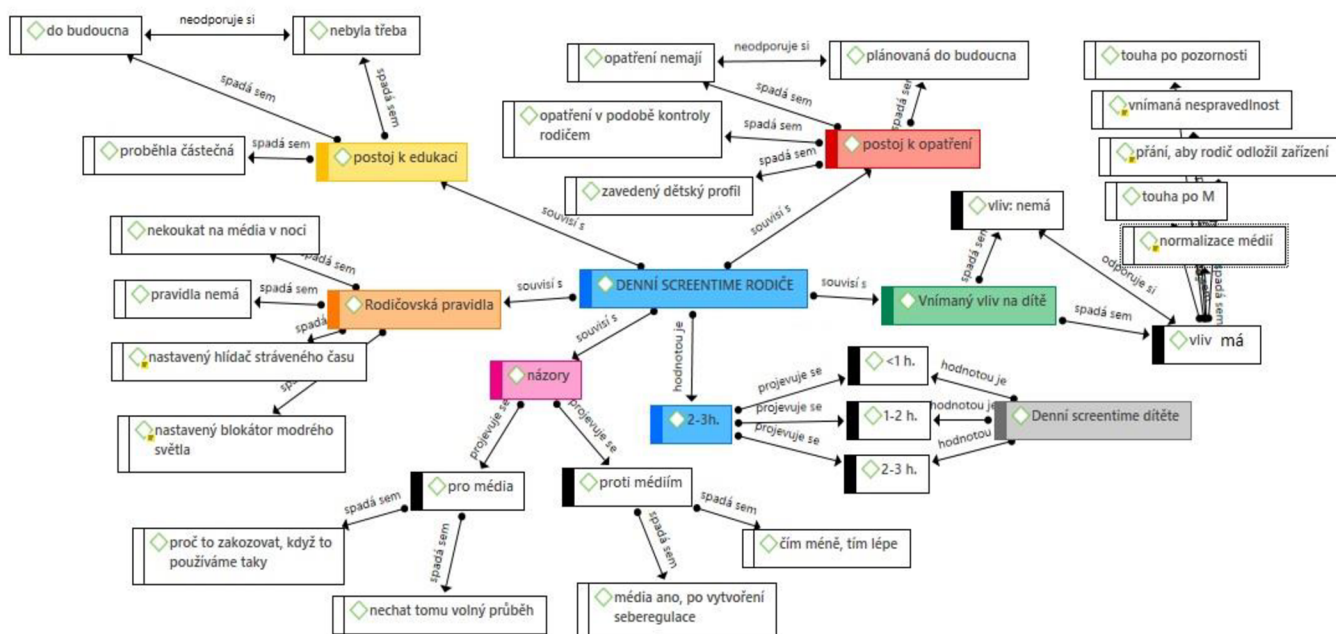 do budoucna
neodporuje si
nebyla třeba
spadá sem
spadá sem
proběhla částečná
spadá sem
postoj k edukaci
souvisí s
opatření nemají
neodporuje si
plánovaná do budoucna
spadá sem
spadá sem
opatření v podobě kontroly
rodičem
spadá sem
postoj k opatření
spadá sem
zavedený dětský profil
souvisí s
touha po pozornosti
vnímaná nespravedlnost
přání, aby rodič odložil zařízení
touha po M
normalizace médií
vliv: nemá
spadá sem
odporuje si
spadá sem
nekoukat na média v noci
spadá sem
pravidla nemá
spadá sem
Rodičovská pravidla
souvisí s
DENNÍ SCREENTIME RODIČE
souvisí s
Vnímaný vliv na dítě
spadá sem
vliv má
spadá
nastavený hlídač stráveného času
nastavený blokátor modrého
světla
souvisí s
názory
hodnotou je
2-3h.
projevuje se
projevuje se
projevuje se
<1 h.
1-2 h.
2-3 h.
hodnotou je
hodnotou je
hodnotou
Denní screentime dítěte
projevuje se
projevuje se
pro média
proti médiím
spadá sem
spadá sem
spadá sem
spadá sem
proč to zakozovat, když to
používáme taky
nechat tomu volný průběh
média ano, po vytvoření
seberegulace
čím méně, tím lépe